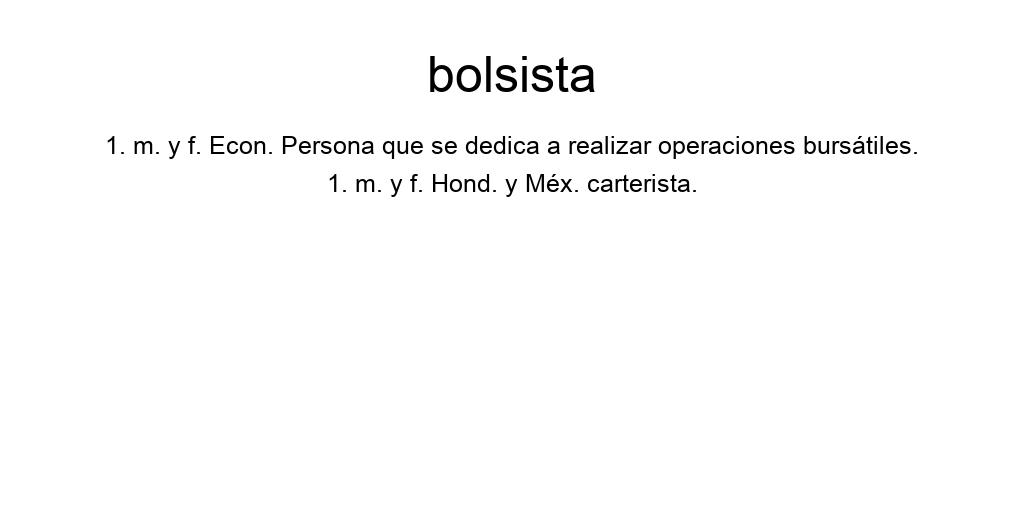 bolsista
1. m. y f. Econ. Persona que se dedica a realizar operaciones bursátiles.
1. m. y f. Hond. y Méx. carterista.